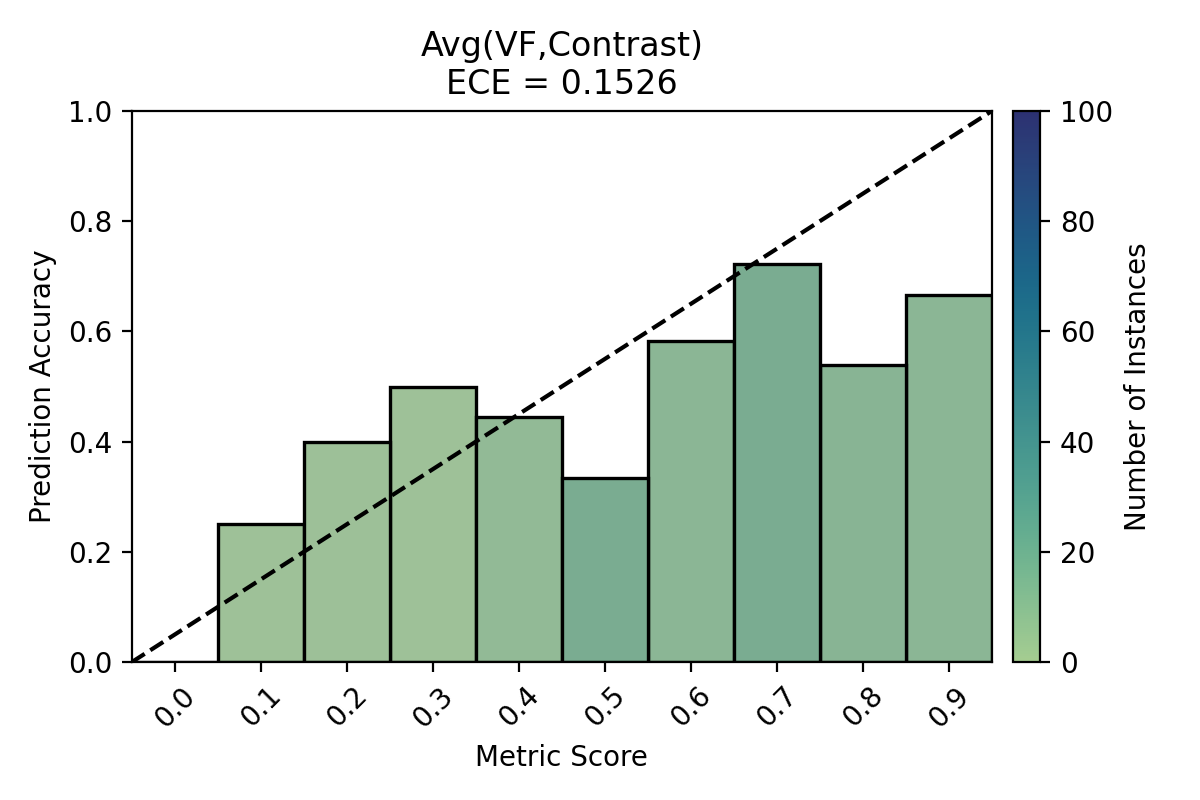 Avg(VF,Contrast)
ECE = 0.1526
Prediction Accuracy
1.0
0.8
0.6
0.4
0.2
0.0
0.0 0.1 0.2 0.3 0.4 0.5 0.6 0.7 0.8 0.9
Metric Score
100
80
60
40
20
0
Number of Instances